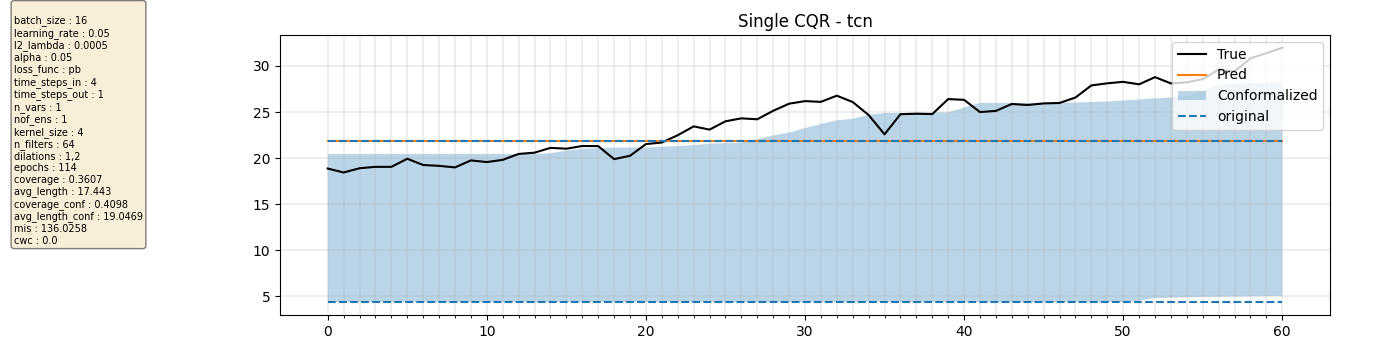 batch_size : 16
learning_rate : 0.05
l2_lambda : 0.0005
alpha : 0.05
loss_func : pb
time_steps_in : 4
time_steps_out : 1
n_vars : 1
nof_ens : 1
kernel_size : 4
n_filters : 64
dilations : 1,2
epochs : 114
coverage : 0.3607
avg_length : 17.443
coverage_conf : 0.4098
avg_length_conf : 19.0469
mis : 136.0258
cwc : 0.0
Single CQR - tcn
True
Pred
Conformalized
original
30
25
20
15
10
5
0 10 20 30 40 50 60